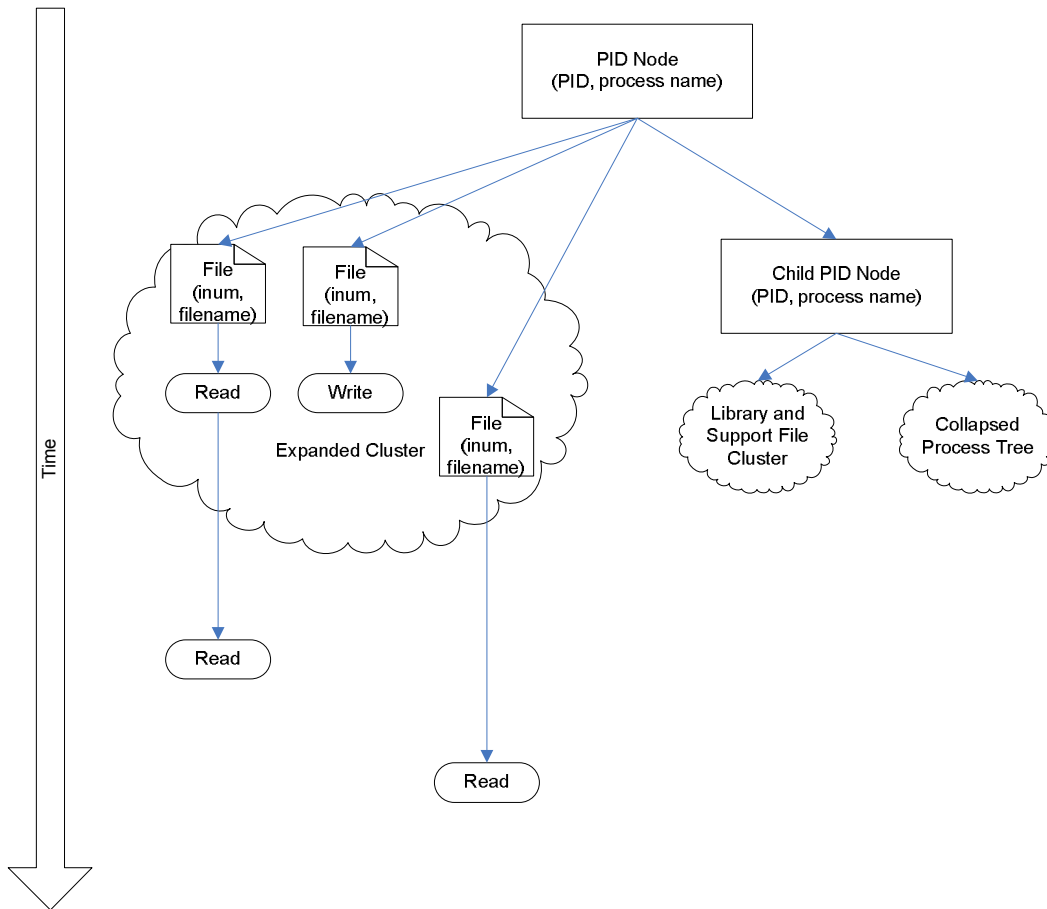 PID Node
(PID, process name)
File
(inum,
filename)
File
(inum,
filename)
Child PID Node
(PID, process name)
Read
Write
File
(inum,
filename)
Expanded Cluster
Library and
Support File
Cluster
Collapsed
Process Tree
Time
Read
Read